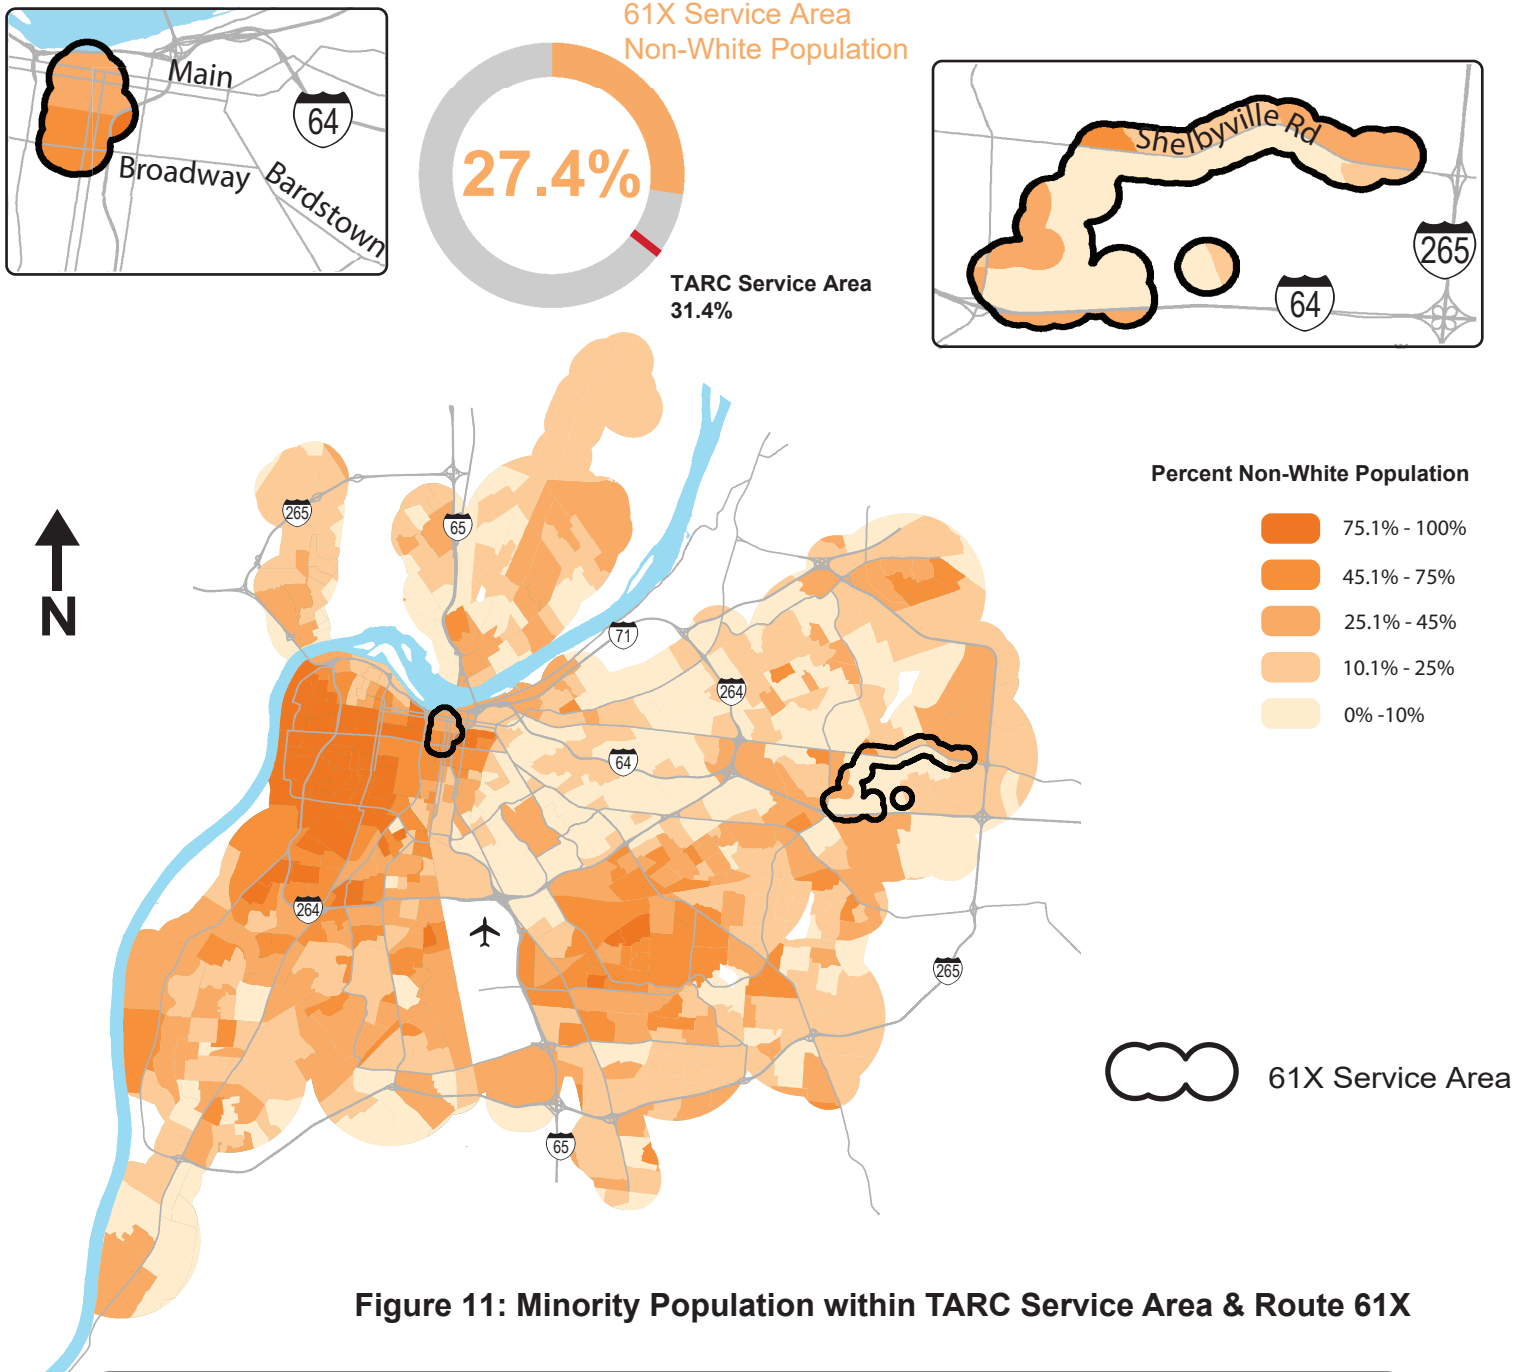 61X Service Area
Non-White Population
27.4%
TARC Service Area
31.4%
Main
64
Broadway
Bardstown
Shelbyville Rd
265
64
N
265
65
71
264
64
264
265
65
Percent Non-White Population
75.1% - 100%
45.1% - 75%
25.1% - 45%
10.1% - 25%
0% -10%
61X Service Area
Figure 11: Minority Population within TARC Service Area & Route 61X